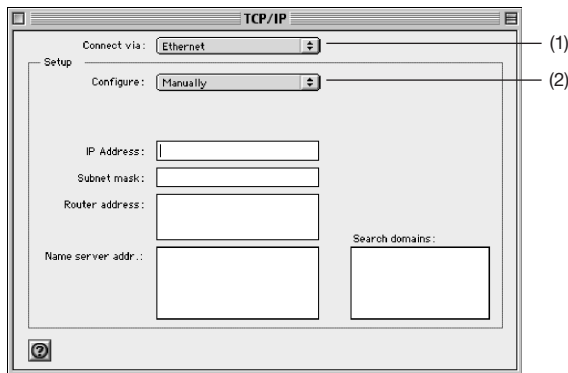 TCP/IP
Connect via: Ethernet (1)
Setup
Configure: Manually (2)
IP Address:
Subnet mask:
Router address:
Search domains:
Name server addr.:
?